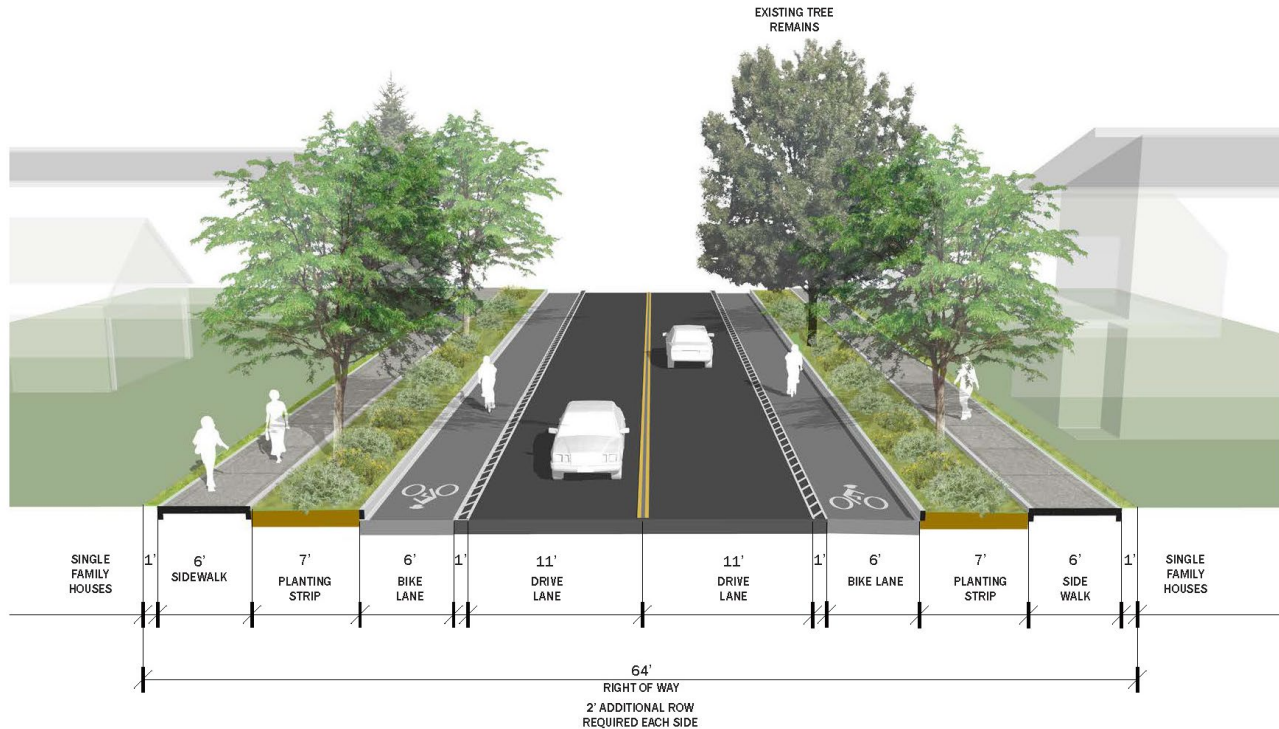 EXISTING TREE
REMAINS
SINGLE
FAMILY
HOUSES
1'
6'
SIDEWALK
7'
PLANTING
STRIP
6'
BIKE
LANE
1'
11'
DRIVE
LANE
11'
DRIVE
LANE
1'
6'
BIKE LANE
7'
PLANTING
STRIP
6'
SIDE
WALK
1'
SINGLE
FAMILY
HOUSES
64'
RIGHT OF WAY
2' ADDITIONAL ROW
REQUIRED EACH SIDE